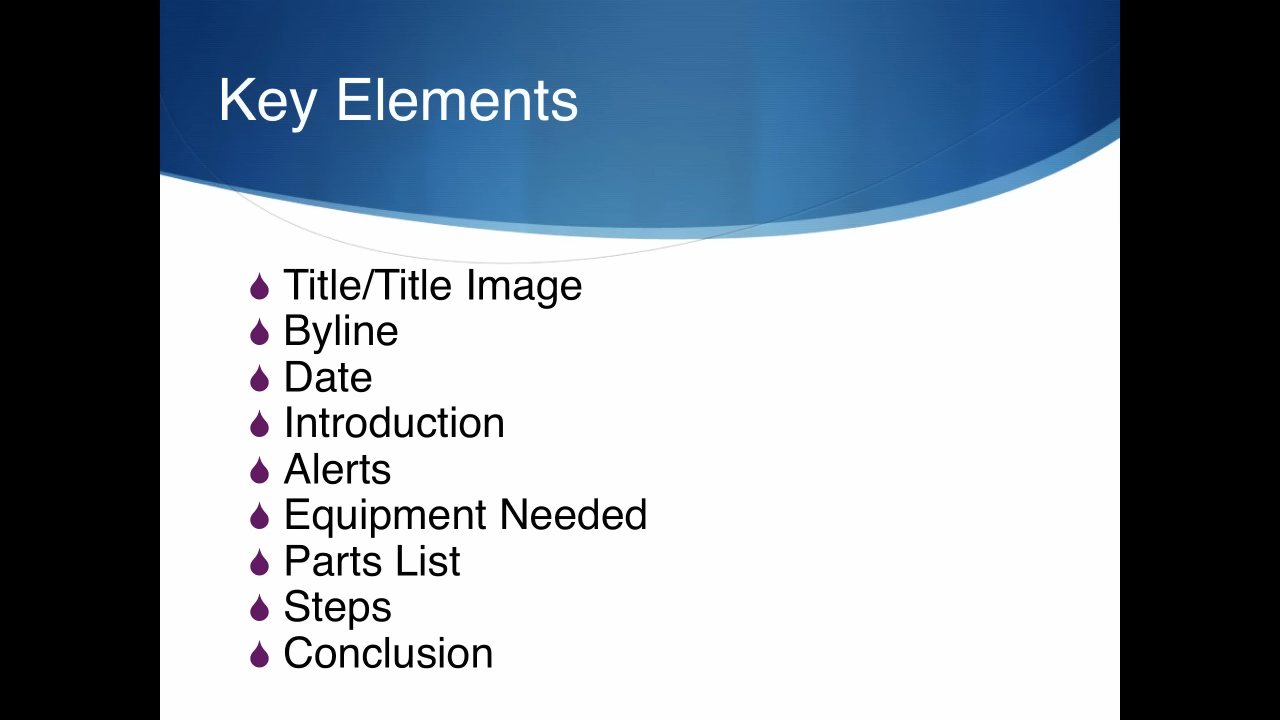 Key Elements
Title/Title Image
Byline
Date
Introduction
Alerts
Equipment Needed
Parts List
Steps
Conclusion